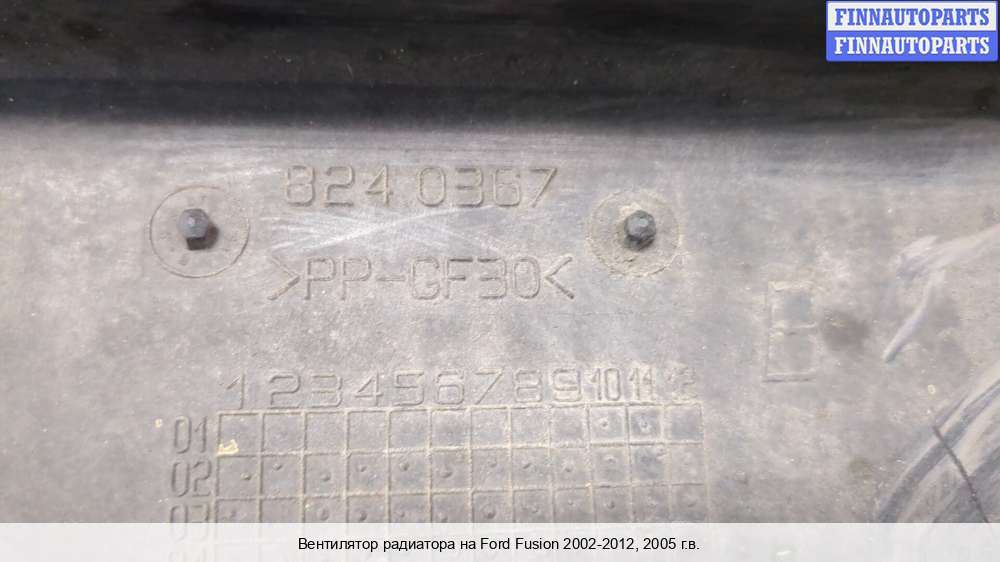 FINNAUTOPARTS
FINNAUTOPARTS
824 0367
>PP-GF30<
1 2 3 4 5 6 7 8 9 10 11 12
01
02
03
Вентилятор радиатора на Ford Fusion 2002-2012, 2005 г.в.